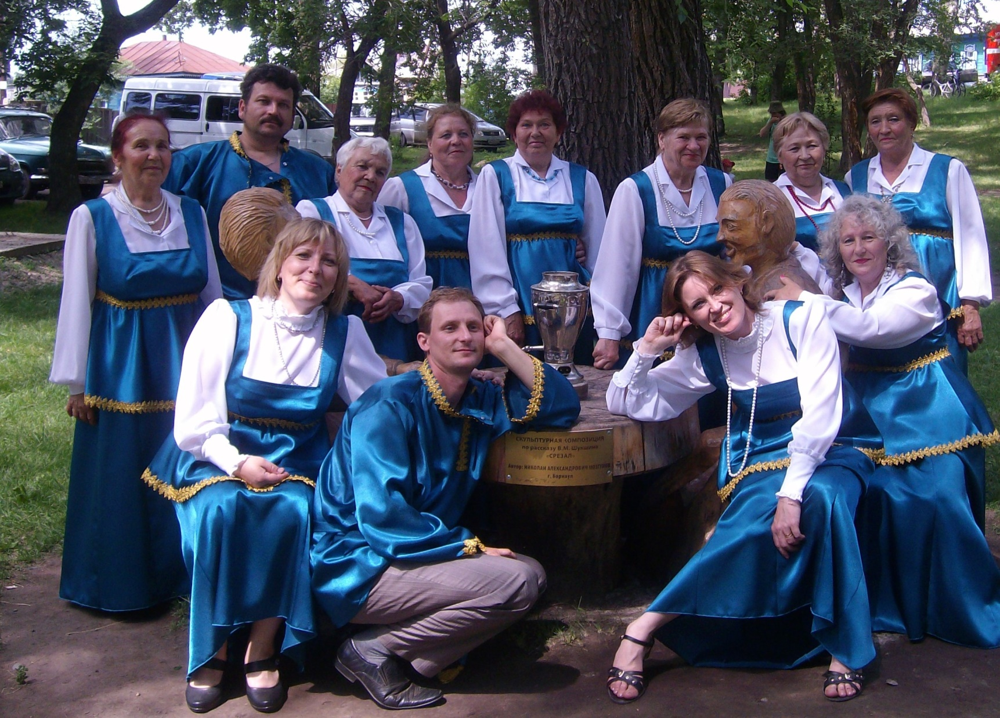 СКУЛЬПТУРНАЯ КОМПОЗИЦИЯ
по рассказу В.М. Шукшина
«СРЕЗАЛ»
Автор: НИКОЛАЙ АЛЕКСАНДРОВИЧ
г. Барнаул